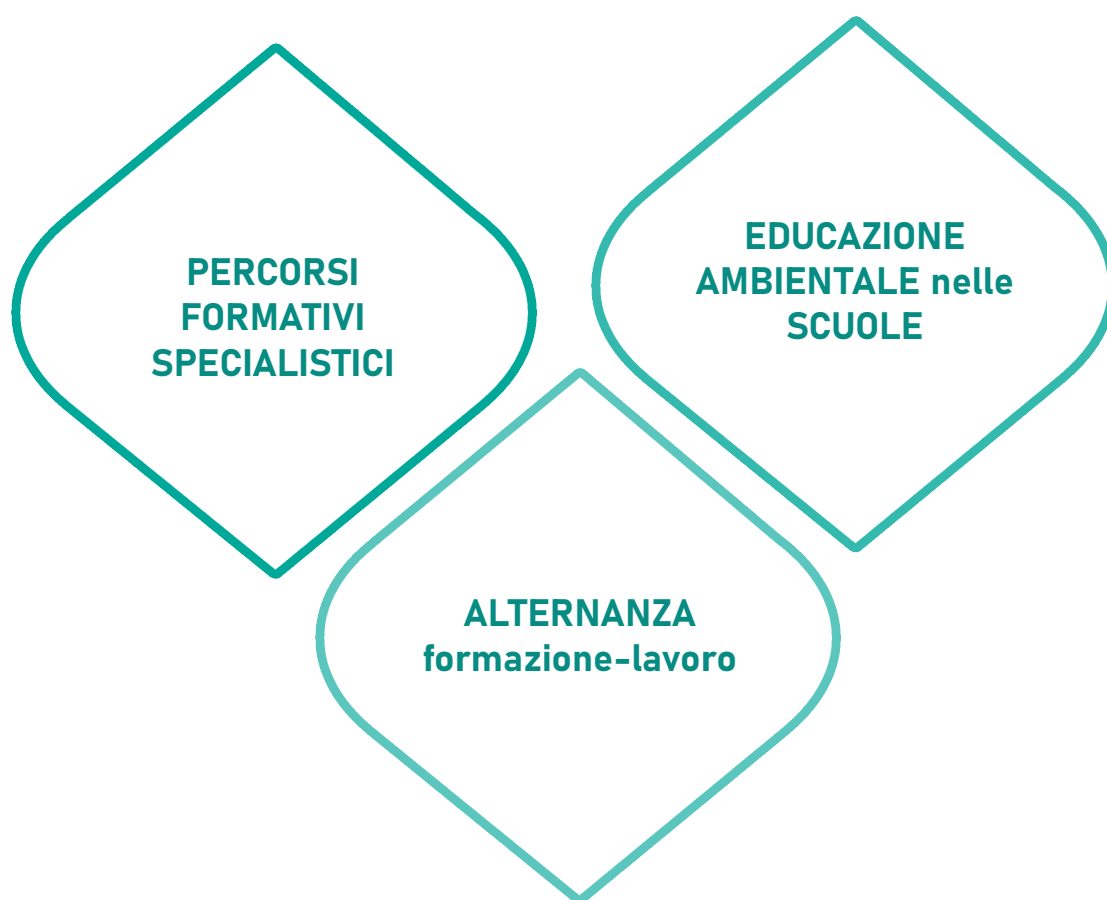 PERCORSI
FORMATIVI
SPECIALISTICI
EDUCAZIONE
AMBIENTALE nelle
SCUOLE
ALTERNANZA
formazione-lavoro